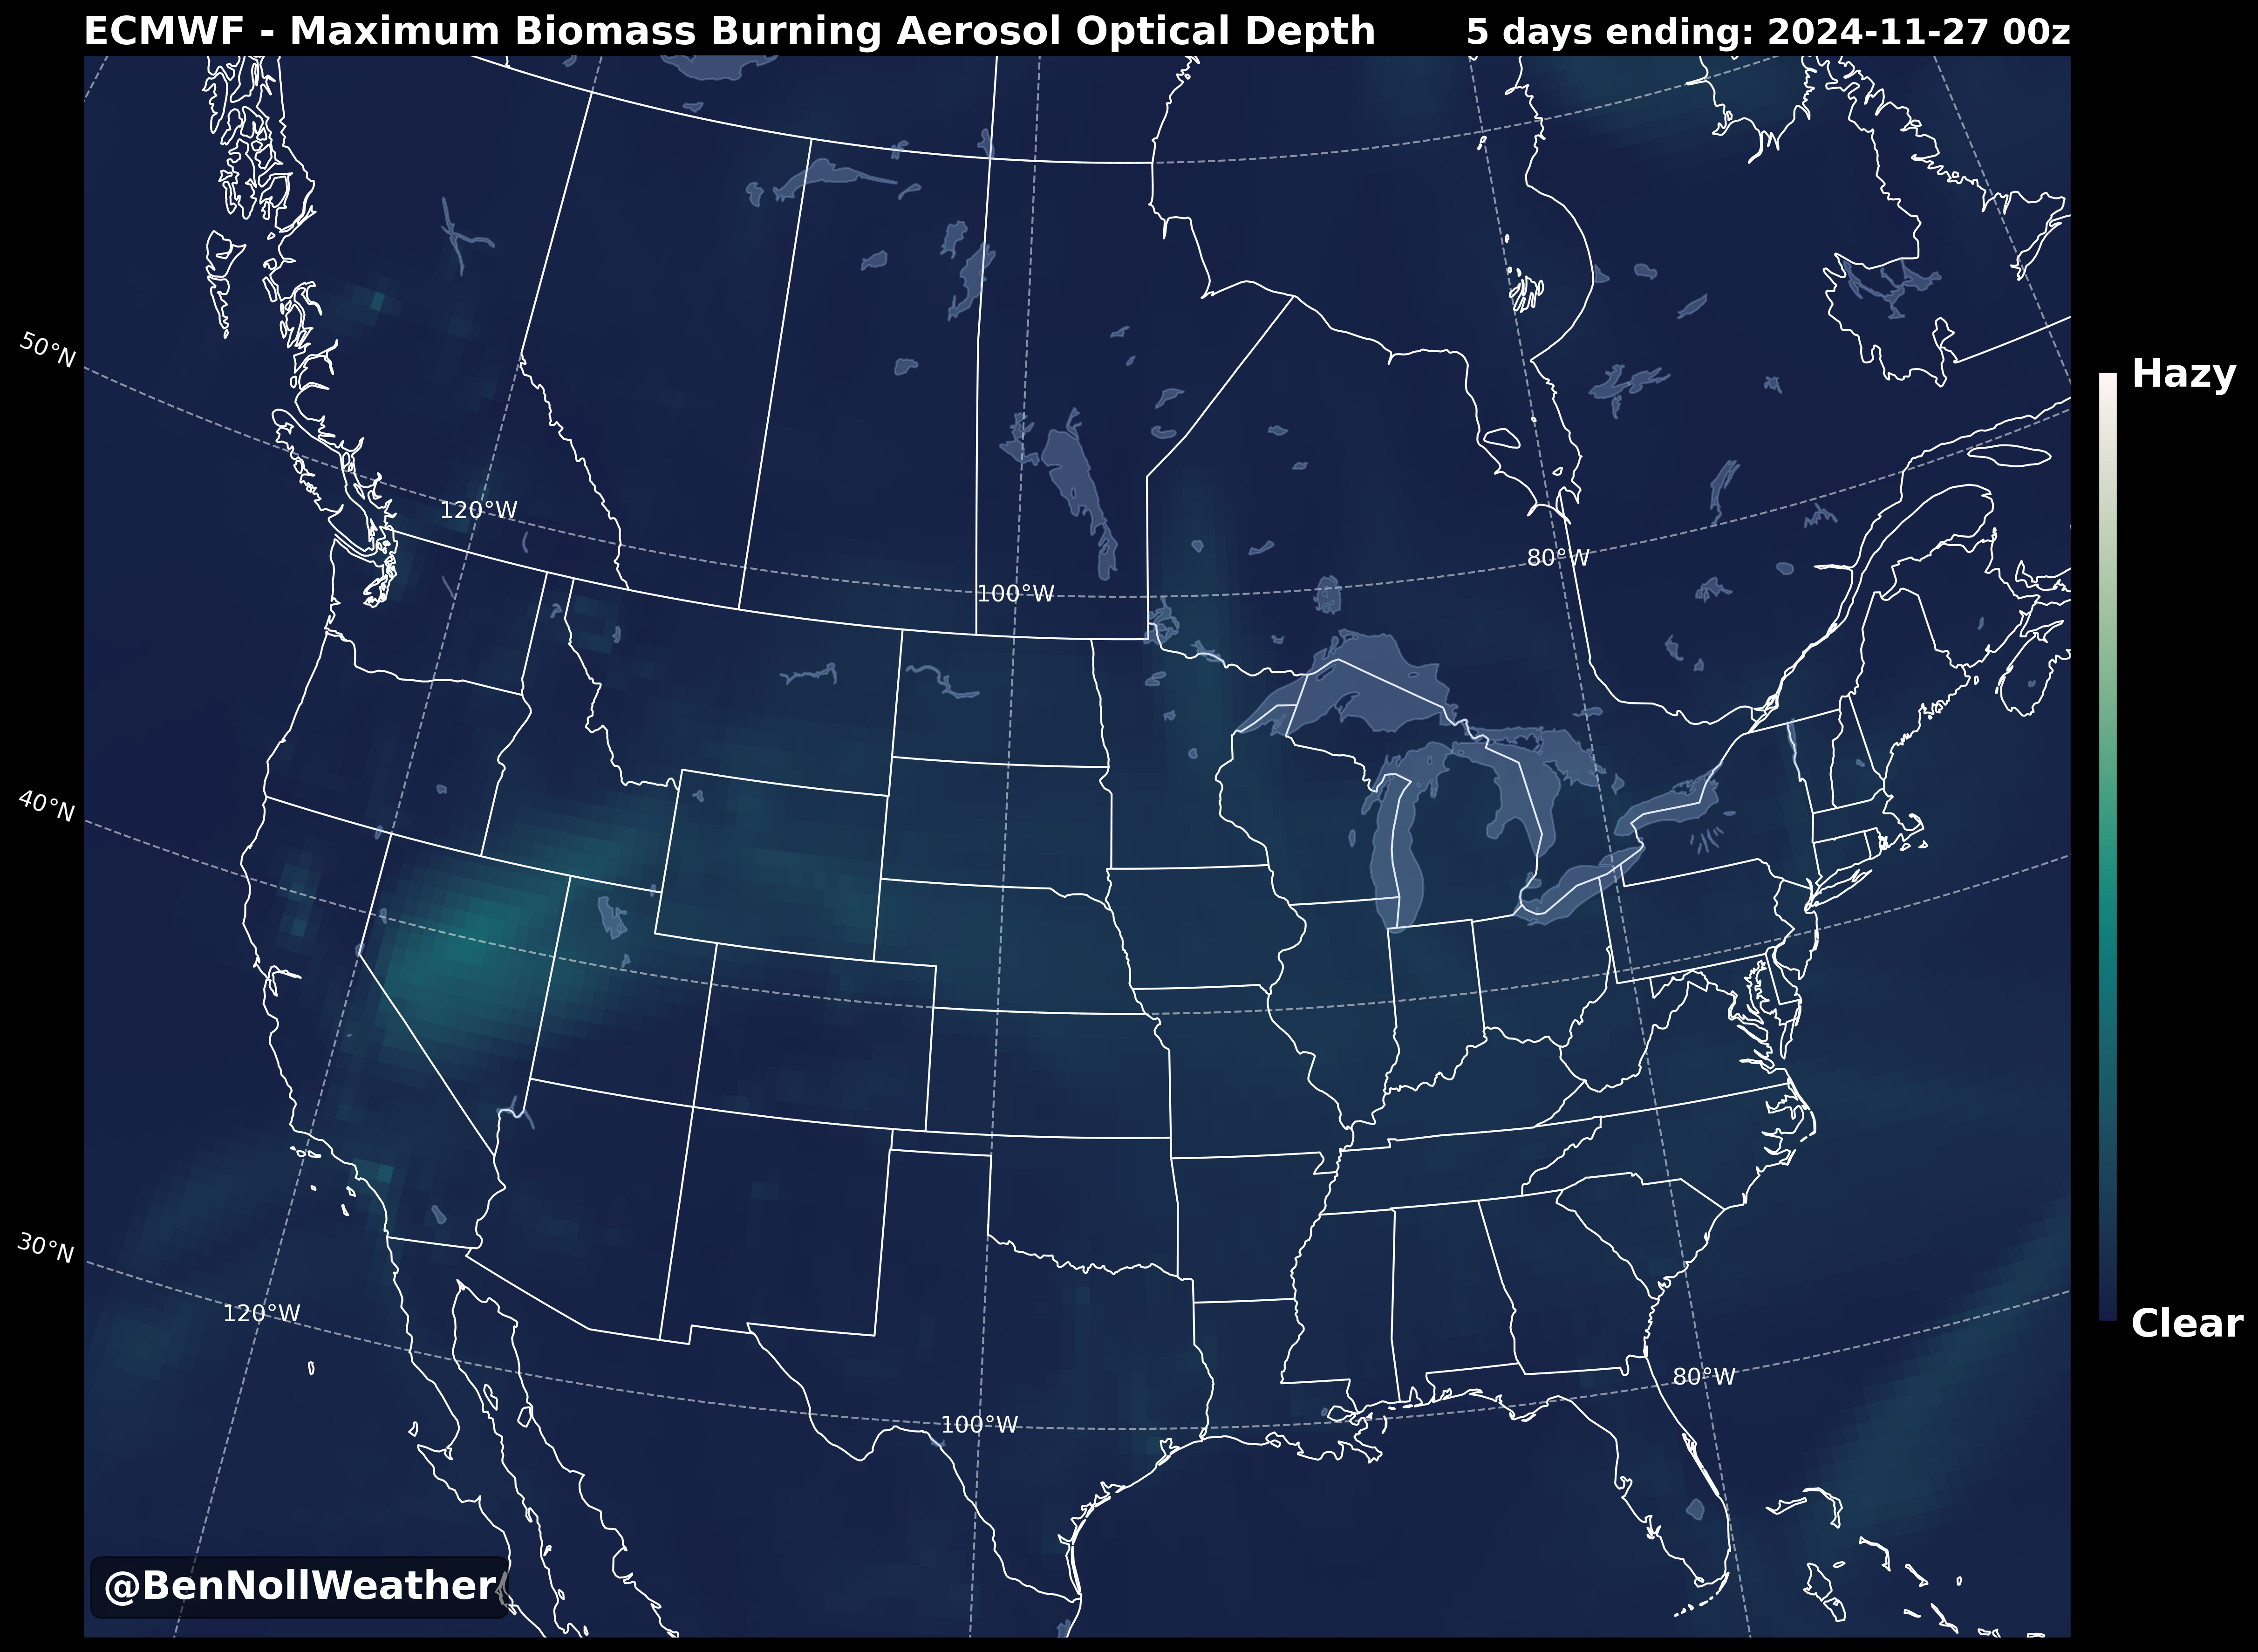 ECMWF - Maximum Biomass Burning Aerosol Optical Depth
5 days ending: 2024-11-27 00z
50°N
Hazy
120°W
80°W
100°W
40°N
30°N
120°W
Clear
80°W
100°W
@BenNollWeather